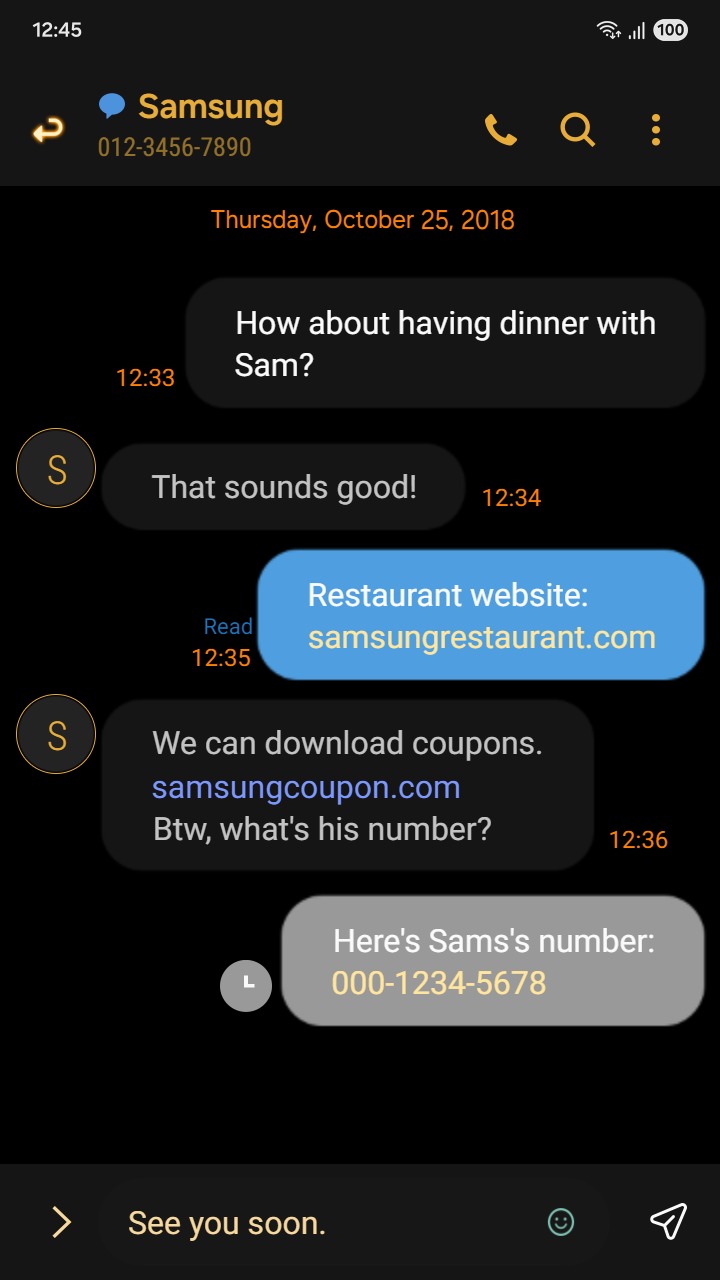 12:45
100
Samsung
012-3456-7890
Thursday, October 25, 2018
How about having dinner with
Sam?
12:33
S
That sounds good!
12:34
Restaurant website:
samsungrestaurant.com
Read
12:35
S
We can download coupons.
samsungcoupon.com
Btw, what's his number?
12:36
Here's Sams's number:
000-1234-5678
See you soon.